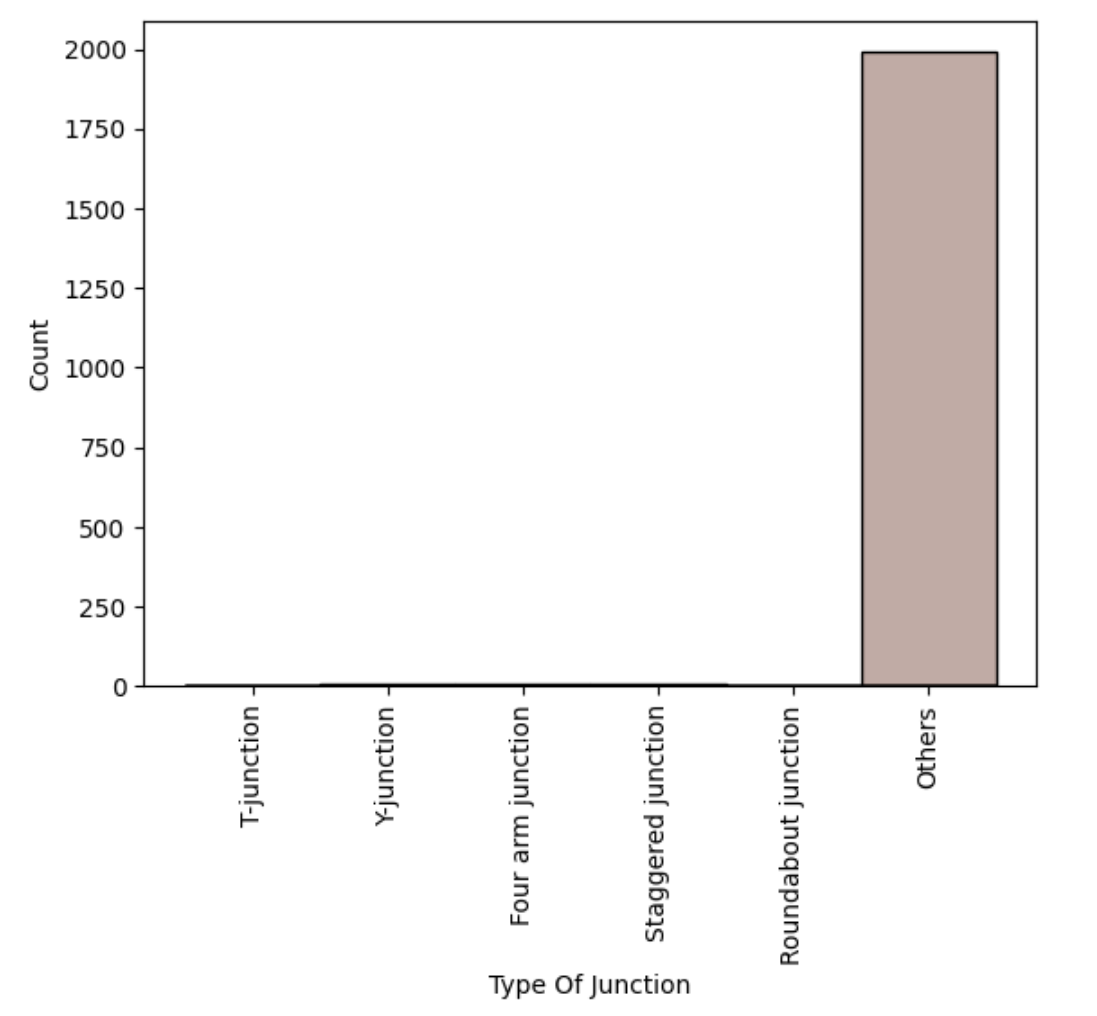 2000
1750
1500
1250
1000
750
500
250
0
Count
T-junction
Y-junction
Four arm junction
Staggered junction
Roundabout junction
Others
Type Of Junction